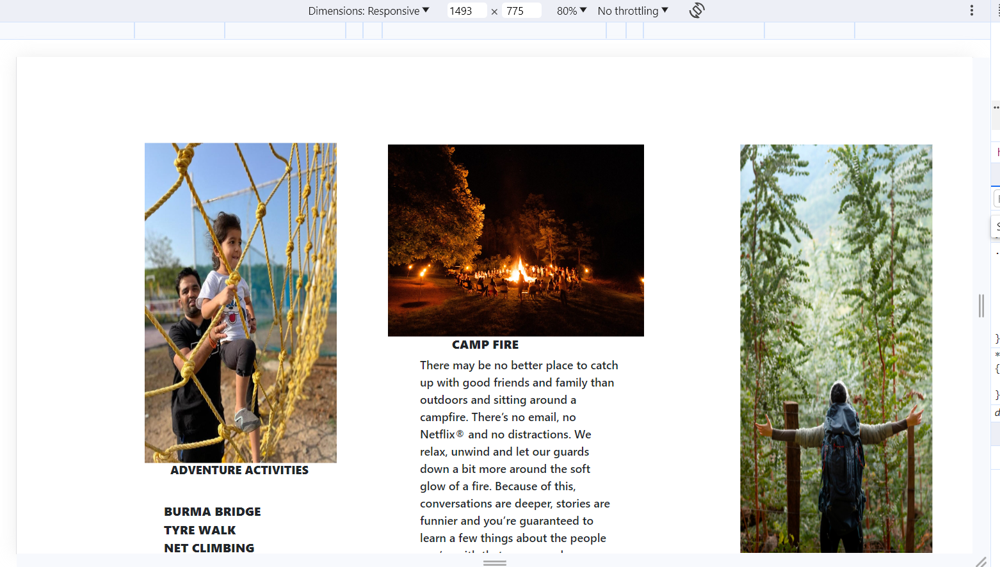 Dimensions: Responsive ▼ 1493 × 775 80% ▼ No throttling ▼
ADVENTURE ACTIVITIES
BURMA BRIDGE
TYRE WALK
NET CLIMBING
CAMP FIRE
There may be no better place to catch
up with good friends and family than
outdoors and sitting around a
campfire. There’s no email, no
Netflix® and no distractions. We
relax, unwind and let our guards
down a bit more around the soft
glow of a fire. Because of this,
conversations are deeper, stories are
funnier and you’re guaranteed to
learn a few things about the people
}
*
{
}